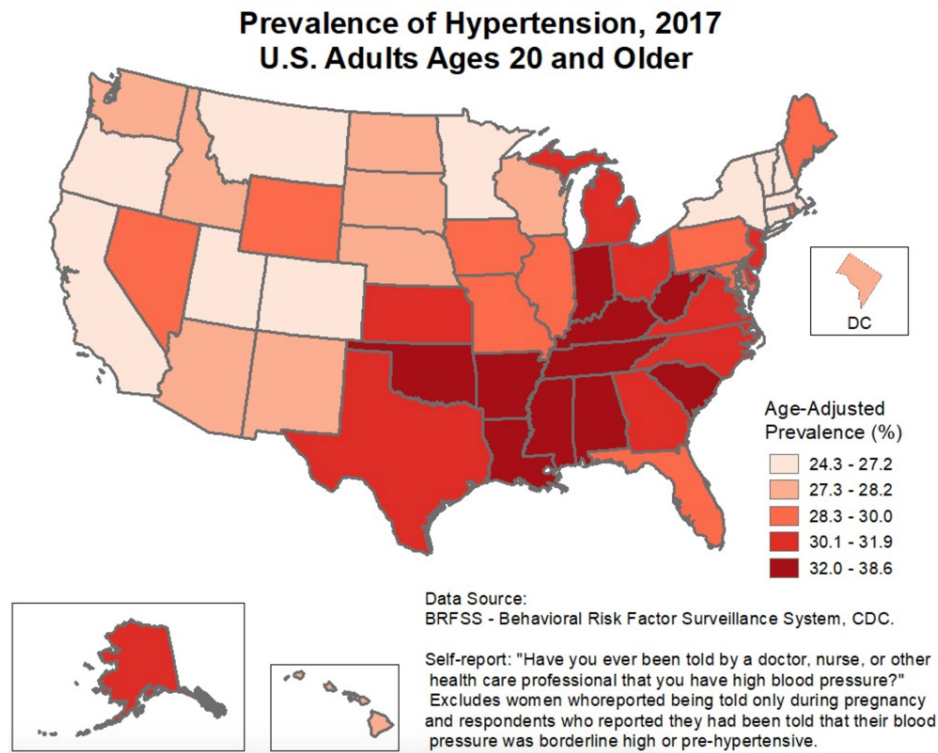 Prevalence of Hypertension, 2017
U.S. Adults Ages 20 and Older
DC
Age-Adjusted
Prevalence (%)
24.3 - 27.2
27.3 - 28.2
28.3 - 30.0
30.1 - 31.9
32.0 - 38.6
Data Source:
BRFSS - Behavioral Risk Factor Surveillance System, CDC.
Self-report: "Have you ever been told by a doctor, nurse, or other
health care professional that you have high blood pressure?"
Excludes women whoreported being told only during pregnancy
and respondents who reported they had been told that their blood
pressure was borderline high or pre-hypertensive.